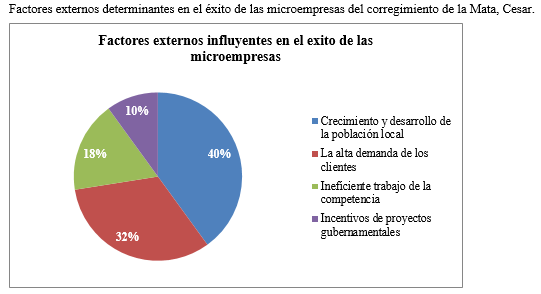 Factores externos determinantes en el éxito de las microempresas del corregimiento de la Mata, Cesar.
Factores externos influyentes en el exito de las
microempresas
10%
18%
40%
32%
Crecimiento y desarrollo de
la población local
La alta demanda de los
clientes
Ineficiente trabajo de la
competencia
Incentivos de proyectos
gubernamentales